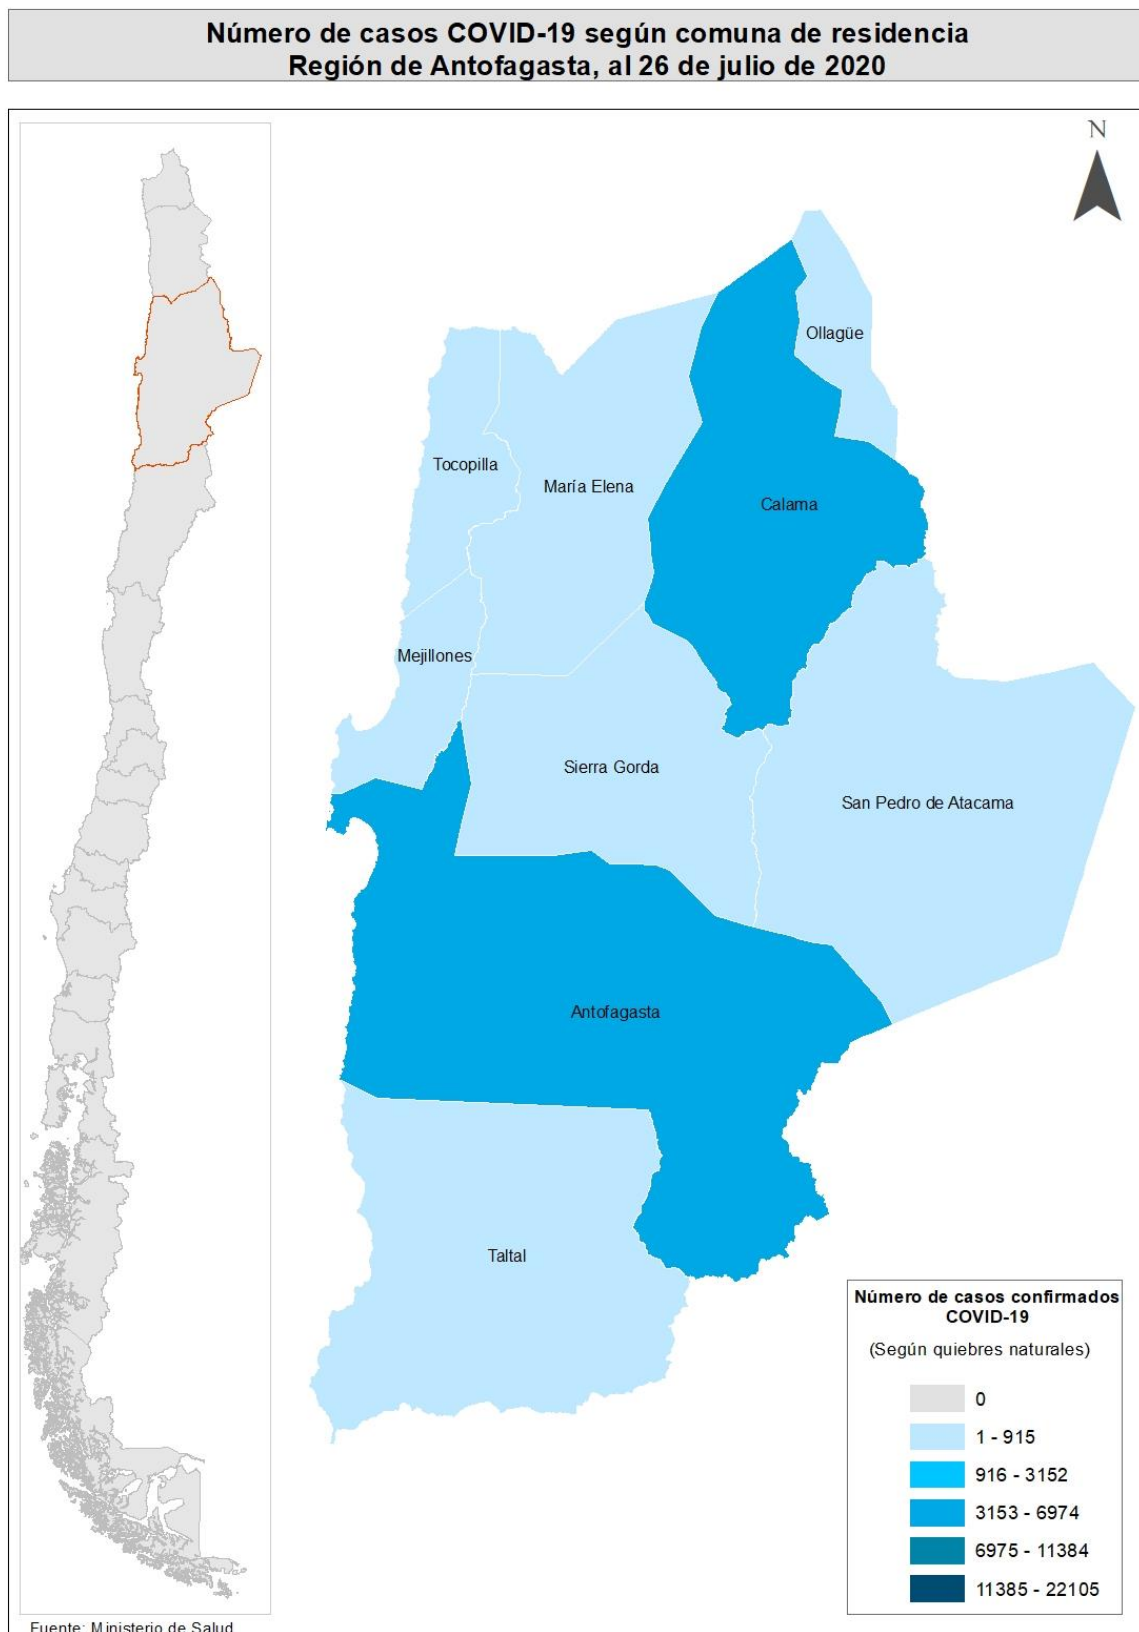 Número de casos COVID-19 según comuna de residencia
Región de Antofagasta, al 26 de julio de 2020
N
Ollagüe
Tocopilla
María Elena
Calama
Mejillones
Sierra Gorda
San Pedro de Atacama
Antofagasta
Taltal
Número de casos confirmados
COVID-19
(Según quiebres naturales)
0
1 - 915
916 - 3152
3153 - 6974
6975 - 11384
11385 - 22105
Fuente: Ministerio de Salud